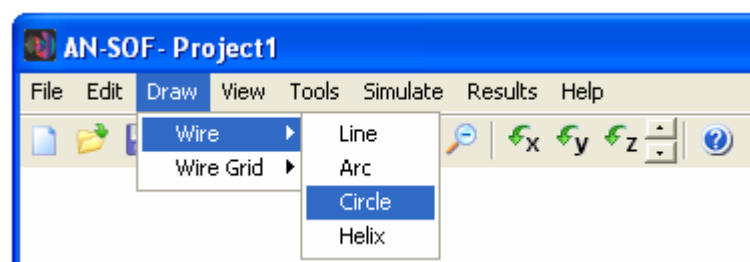 AN-SOF- Project1
File Edit Draw View Tools Simulate Results Help
x y z
Wire
Wire Grid
Line
Arc
Circle
Helix